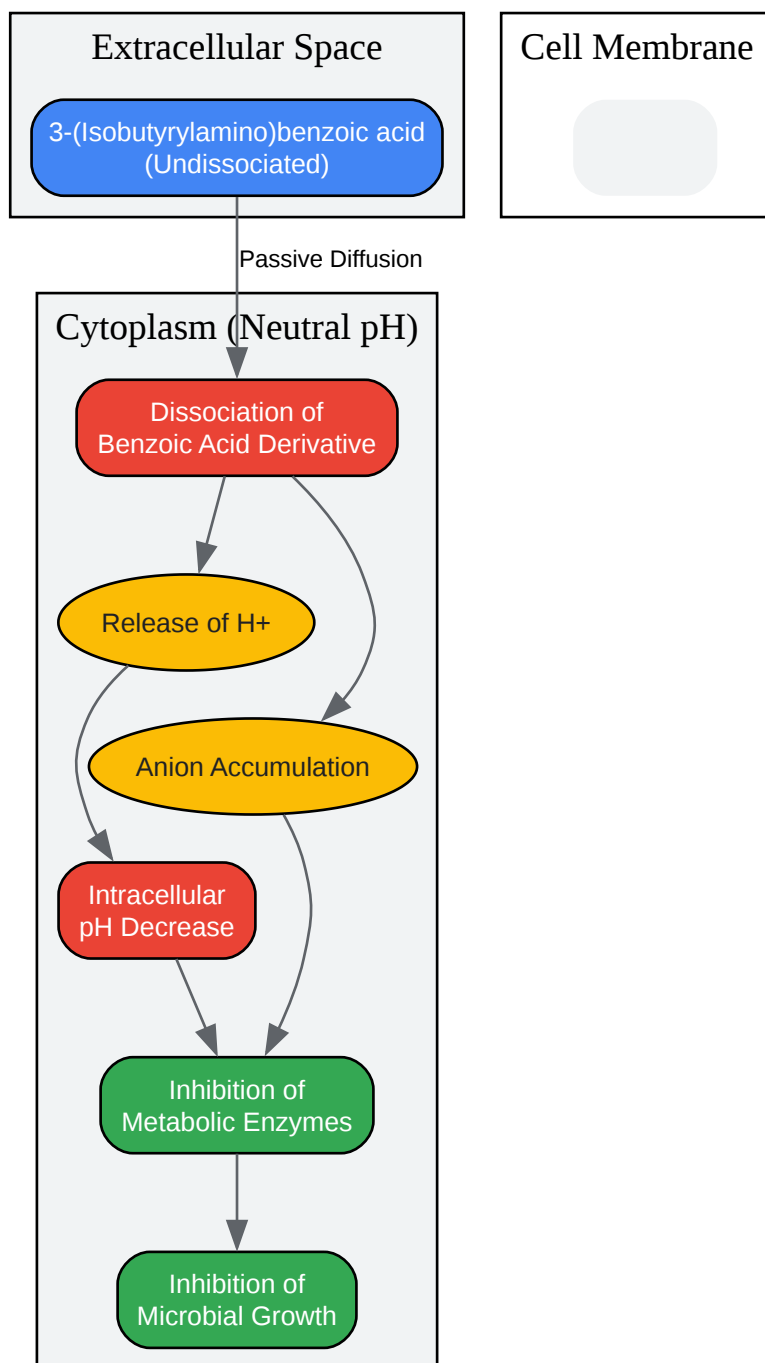 Extracellular Space
Cell Membrane
3-(Isobutyrylamino)benzoic acid
(Undissociated)
Passive Diffusion
Cytoplasm (Neutral pH)
Dissociation of
Benzoic Acid Derivative
Release of H+
Anion Accumulation
Intracellular
pH Decrease
Inhibition of
Metabolic Enzymes
Inhibition of
Microbial Growth